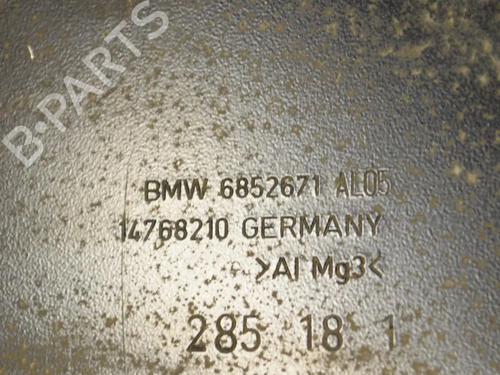 B-PARTS
BMW 6852671 AL05
14768210 GERMANY
>Al Mg3<
285 18 1